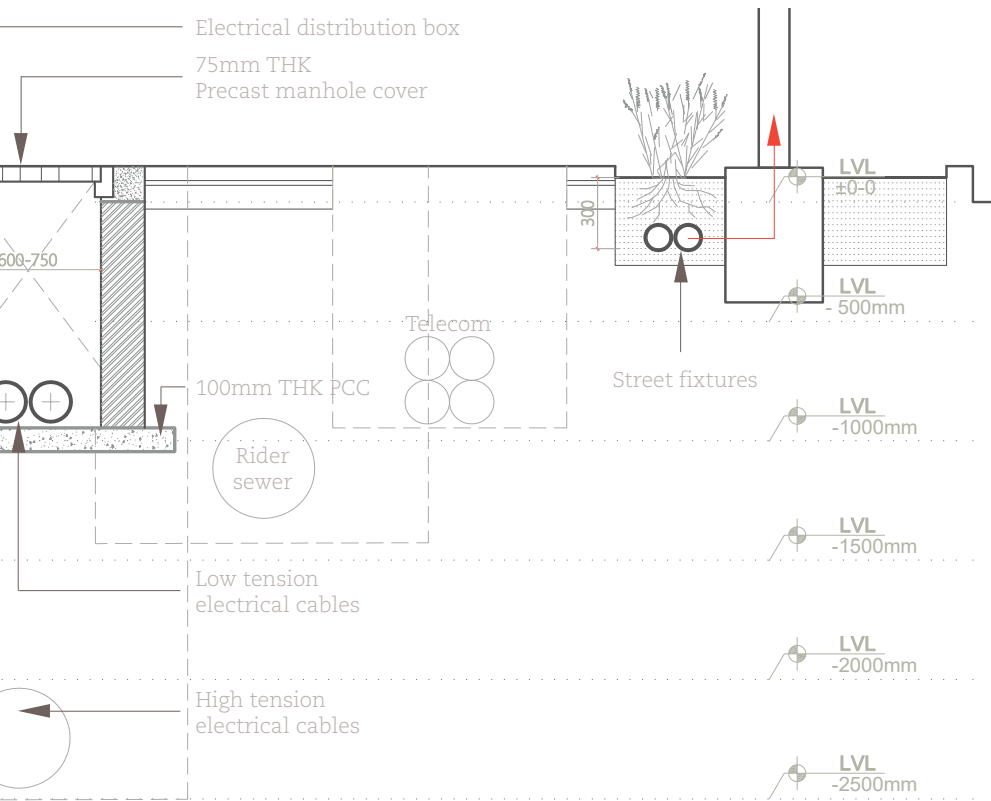 Electrical distribution box
75mm THK
Precast manhole cover
LVL
±0-0
300
600-750
LVL
- 500mm
Telecom
Street fixtures
100mm THK PCC
LVL
-1000mm
Rider
sewer
LVL
-1500mm
Low tension
electrical cables
LVL
-2000mm
High tension
electrical cables
LVL
-2500mm